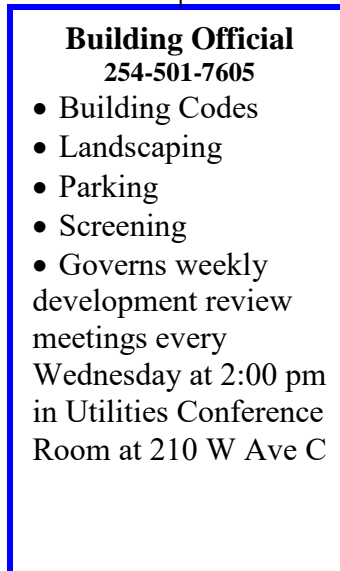 Building Official
254-501-7605
• Building Codes
• Landscaping
• Parking
• Screening
• Governs weekly
development review
meetings every
Wednesday at 2:00 pm
in Utilities Conference
Room at 210 W Ave C